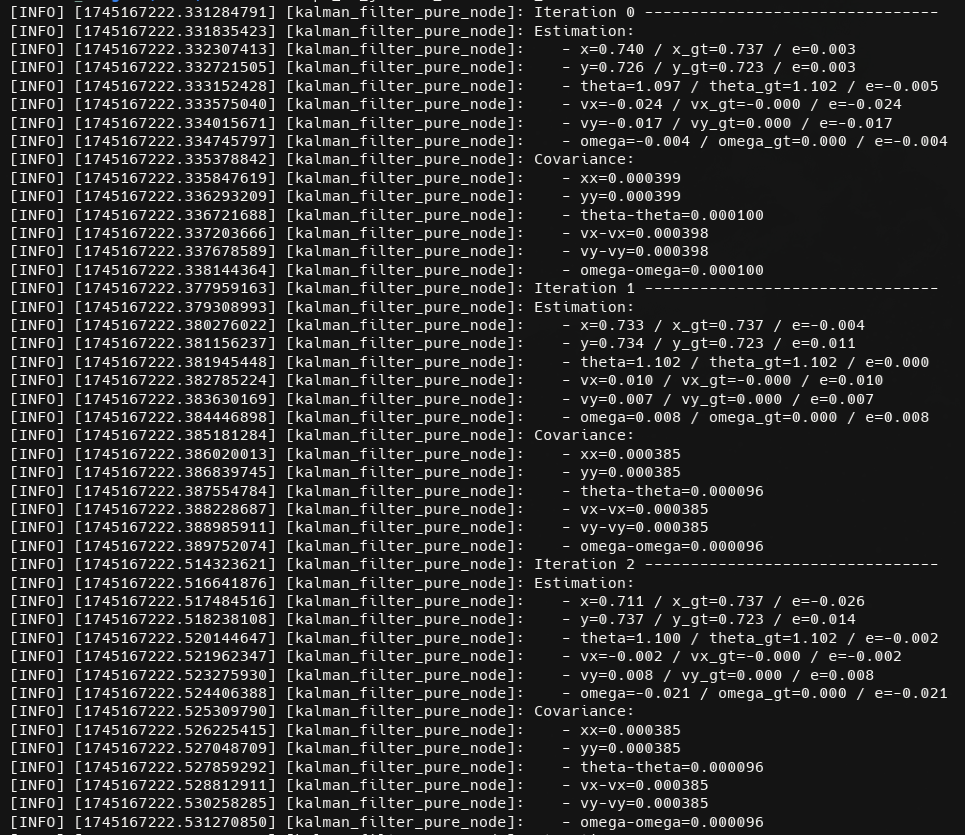 [INFO] [1745167222.331284791] [kalman_filter_pure_node]: Iteration 0 --------------------------------
[INFO] [1745167222.331835423] [kalman_filter_pure_node]: Estimation:
[INFO] [1745167222.332307413] [kalman_filter_pure_node]:    - x=0.740 / x_gt=0.737 / e=0.003
[INFO] [1745167222.332721505] [kalman_filter_pure_node]:    - y=0.726 / y_gt=0.723 / e=0.003
[INFO] [1745167222.333152428] [kalman_filter_pure_node]:    - theta=1.097 / theta_gt=1.102 / e=-0.005
[INFO] [1745167222.333575040] [kalman_filter_pure_node]:    - vx=-0.024 / vx_gt=-0.000 / e=-0.024
[INFO] [1745167222.334015671] [kalman_filter_pure_node]:    - vy=-0.017 / vy_gt=0.000 / e=-0.017
[INFO] [1745167222.334745797] [kalman_filter_pure_node]:    - omega=-0.004 / omega_gt=0.000 / e=-0.004
[INFO] [1745167222.335378842] [kalman_filter_pure_node]: Covariance:
[INFO] [1745167222.335847619] [kalman_filter_pure_node]:    - xx=0.000399
[INFO] [1745167222.336293209] [kalman_filter_pure_node]:    - yy=0.000399
[INFO] [1745167222.336721688] [kalman_filter_pure_node]:    - theta-theta=0.000100
[INFO] [1745167222.337203666] [kalman_filter_pure_node]:    - vx-vx=0.000398
[INFO] [1745167222.337678589] [kalman_filter_pure_node]:    - vy-vy=0.000398
[INFO] [1745167222.338144364] [kalman_filter_pure_node]:    - omega-omega=0.000100
[INFO] [1745167222.377959163] [kalman_filter_pure_node]: Iteration 1 --------------------------------
[INFO] [1745167222.379308993] [kalman_filter_pure_node]: Estimation:
[INFO] [1745167222.380276022] [kalman_filter_pure_node]:    - x=0.733 / x_gt=0.737 / e=-0.004
[INFO] [1745167222.381156237] [kalman_filter_pure_node]:    - y=0.734 / y_gt=0.723 / e=0.011
[INFO] [1745167222.381945448] [kalman_filter_pure_node]:    - theta=1.102 / theta_gt=1.102 / e=0.000
[INFO] [1745167222.382785224] [kalman_filter_pure_node]:    - vx=0.010 / vx_gt=-0.000 / e=0.010
[INFO] [1745167222.383630169] [kalman_filter_pure_node]:    - vy=0.007 / vy_gt=0.000 / e=0.007
[INFO] [1745167222.384446898] [kalman_filter_pure_node]:    - omega=0.008 / omega_gt=0.000 / e=0.008
[INFO] [1745167222.385181284] [kalman_filter_pure_node]: Covariance:
[INFO] [1745167222.386020013] [kalman_filter_pure_node]:    - xx=0.000385
[INFO] [1745167222.386839745] [kalman_filter_pure_node]:    - yy=0.000385
[INFO] [1745167222.387554784] [kalman_filter_pure_node]:    - theta-theta=0.000096
[INFO] [1745167222.388228687] [kalman_filter_pure_node]:    - vx-vx=0.000385
[INFO] [1745167222.388985911] [kalman_filter_pure_node]:    - vy-vy=0.000385
[INFO] [1745167222.389752074] [kalman_filter_pure_node]:    - omega-omega=0.000096
[INFO] [1745167222.514323621] [kalman_filter_pure_node]: Iteration 2 --------------------------------
[INFO] [1745167222.516641876] [kalman_filter_pure_node]: Estimation:
[INFO] [1745167222.517484516] [kalman_filter_pure_node]:    - x=0.711 / x_gt=0.737 / e=-0.026
[INFO] [1745167222.518238108] [kalman_filter_pure_node]:    - y=0.737 / y_gt=0.723 / e=0.014
[INFO] [1745167222.520144647] [kalman_filter_pure_node]:    - theta=1.100 / theta_gt=1.102 / e=-0.002
[INFO] [1745167222.521962347] [kalman_filter_pure_node]:    - vx=-0.002 / vx_gt=-0.000 / e=-0.002
[INFO] [1745167222.523275930] [kalman_filter_pure_node]:    - vy=0.008 / vy_gt=0.000 / e=0.008
[INFO] [1745167222.524406388] [kalman_filter_pure_node]:    - omega=-0.021 / omega_gt=0.000 / e=-0.021
[INFO] [1745167222.525309790] [kalman_filter_pure_node]: Covariance:
[INFO] [1745167222.526225415] [kalman_filter_pure_node]:    - xx=0.000385
[INFO] [1745167222.527048709] [kalman_filter_pure_node]:    - yy=0.000385
[INFO] [1745167222.527859292] [kalman_filter_pure_node]:    - theta-theta=0.000096
[INFO] [1745167222.528812911] [kalman_filter_pure_node]:    - vx-vx=0.000385
[INFO] [1745167222.530258285] [kalman_filter_pure_node]:    - vy-vy=0.000385
[INFO] [1745167222.531270850] [kalman_filter_pure_node]:    - omega-omega=0.000096